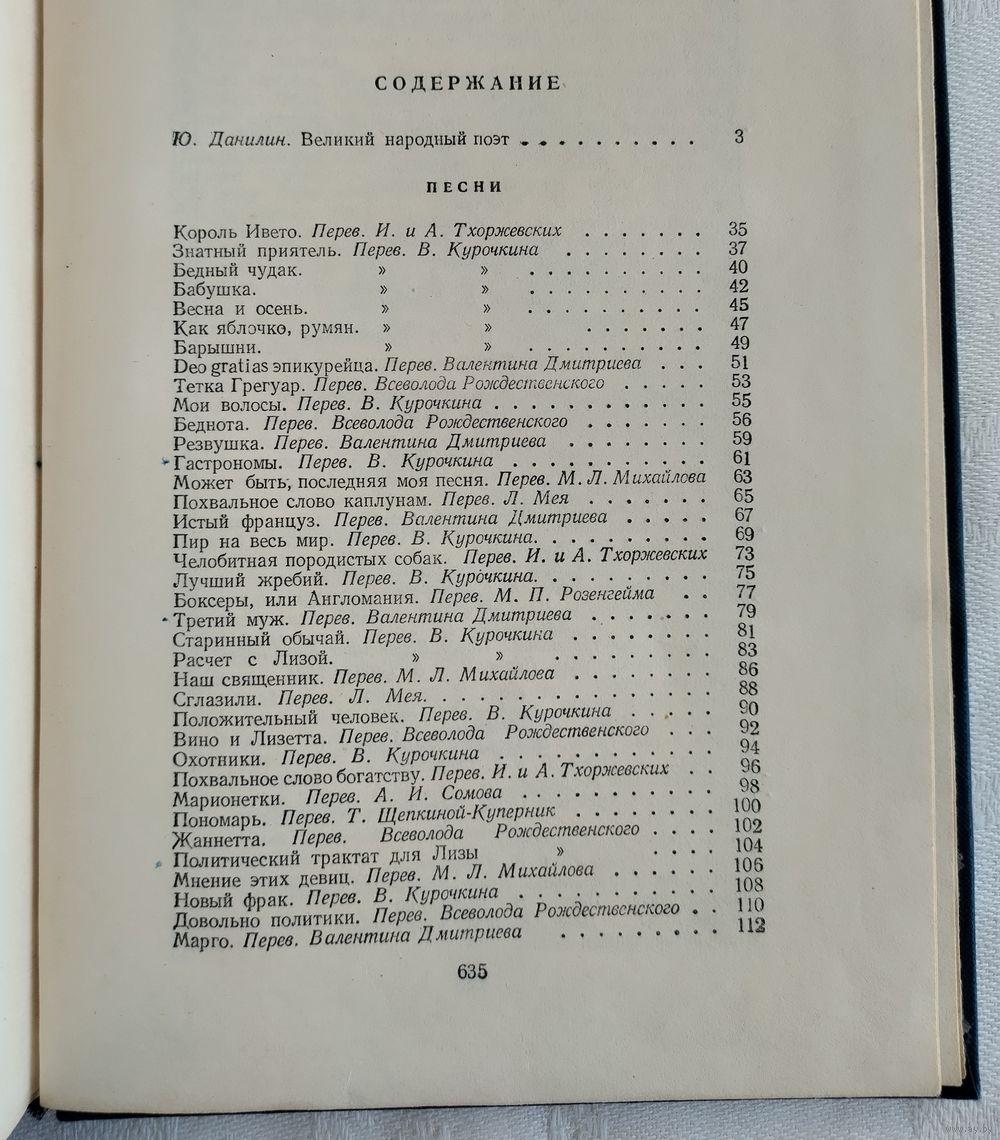 СОДЕРЖАНИЕ
Ю. Данилин. Великий народный поэт . . . . . . . . . . 3
ПЕСНИ
Король Ивето. Перев. И. и А. Тхоржевских . . . . . . . 35
Знатный приятель. Перев. В. Курочкина . . . . . . . . 37
Бедный чудак. » » . . . . . . . . . . 40
Бабушка. » » . . . . . . . . . . 42
Весна и осень. » » . . . . . . . . . . 45
Как яблочко, румян. » » . . . . . . . 47
Барышни. » » . . . . . . . . . . 49
Deo gratias эпикурейца. Перев. Валентина Дмитриева . . . 51
Тетка Грегуар. Перев. Всеволода Рождественского . . . . . 53
Мои волосы. Перев. В. Курочкина . . . . . . . . . . . . 55
Беднота. Перев. Всеволода Рождественского . . . . . . . 56
Резвушка. Перев. Валентина Дмитриева . . . . . . . . 59
Гастрономы. Перев. В. Курочкина . . . . . . . . . . . 61
Может быть, последняя моя песня. Перев. М. Л. Михайлова 63
Похвальное слово каплунам. Перев. Л. Мея . . . . . . . 65
Истый француз. Перев. Валентина Дмитриева . . . . . 67
Пир на весь мир. Перев. В. Курочкина. . . . . . . . . . 69
Челобитная породистых собак. Перев. И. и А. Тхоржевских 73
Лучший жребий. Перев. В. Курочкина. . . . . . . . . . 75
Боксеры, или Англомания. Перев. М. П. Розенгейма . . 77
Третий муж. Перев. Валентина Дмитриева . . . . . . . 79
Старинный обычай. Перев. В. Курочкина . . . . . . . . 81
Расчет с Лизой. » » . . . . . . . . . 83
Наш священник. Перев. М. Л. Михайлова . . . . . . . . 86
Сглазили. Перев. Л. Мея. . . . . . . . . . . . . . . . 88
Положительный человек. Перев. В. Курочкина . . . . . 90
Вино и Лизетта. Перев. Всеволода Рождественского . . . 92
Охотники. Перев. В. Курочкина . . . . . . . . . . . . 94
Похвальное слово богатству. Перев. И. и А. Тхоржевских . . 96
Марионетки. Перев. А. И. Сомова . . . . . . . . . . . 98
Пономарь. Перев. Т. Щепкиной-Куперник . . . . . . . . 100
Жаннетта. Перев. Всеволода Рождественского . . . . 102
Политический трактат для Лизы » . . . . 104
Мнение этих девиц. Перев. М. Л. Михайлова . . . . . . 106
Новый фрак. Перев. В. Курочкина . . . . . . . . . . . 108
Довольно политики. Перев. Всеволода Рождественского . . 110
Марго. Перев. Валентина Дмитриева . . . . . . . . . 112
635
www.ay.by